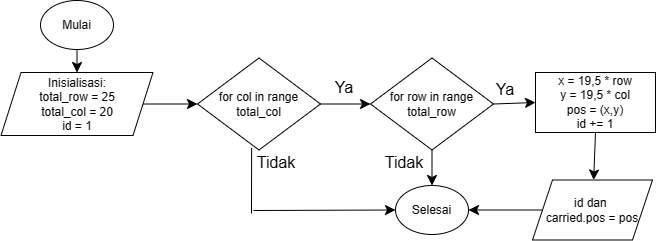 Mulai
Inisialisasi:
total_row = 25
total_col = 20
id = 1
for col in range
total_col
Ya
Tidak
for row in range
total_row
Ya
Tidak
x = 19,5 * row
y = 19,5 * col
pos = (x,y)
id += 1
id dan
carried.pos = pos
Selesai